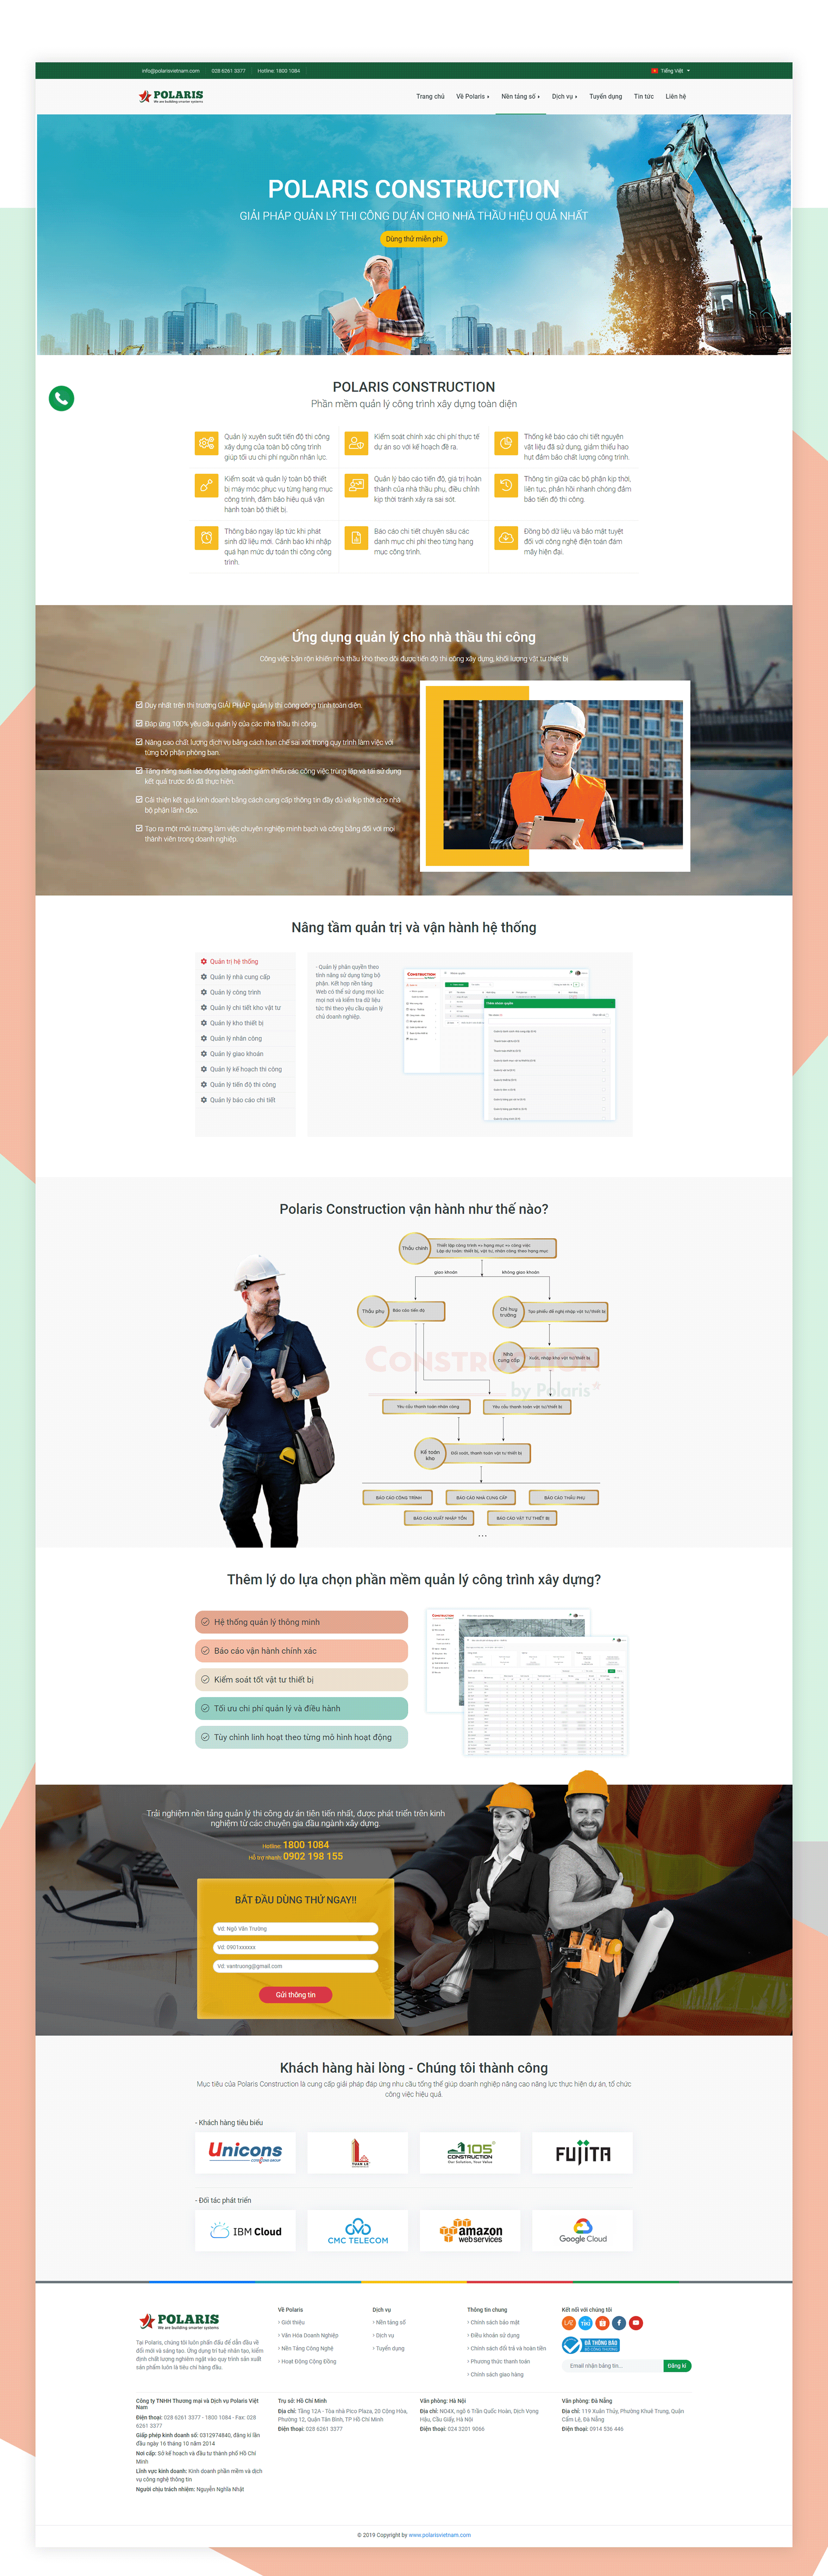 info@polarisvietnam.com
028 6261 3377
Hotline: 1800 1084
Tiếng Việt
POLARIS
We are building smarter systems
Trang chủ
Về Polaris
Nền tảng số
Dịch vụ
Tuyển dụng
Tin tức
Liên hệ
POLARIS CONSTRUCTION
GIẢI PHÁP QUẢN LÝ THI CÔNG DỰ ÁN CHO NHÀ THẦU HIỆU QUẢ NHẤT
Dùng thử miễn phí
POLARIS CONSTRUCTION
Phần mềm quản lý công trình xây dựng toàn diện
Quản lý xuyên suốt tiến độ thi công
xây dựng của toàn bộ công trình
giúp tối ưu chi phí nguồn nhân lực.
Kiểm soát chính xác chi phí thực tế
dự án so với kế hoạch đề ra.
Thống kê báo cáo chi tiết nguyên
vật liệu đã sử dụng, giảm thiểu hao
hụt đảm bảo chất lượng công trình.
Kiểm soát và quản lý toàn bộ thiết
bị máy móc phục vụ từng hạng mục
công trình, đảm bảo hiệu quả vận
hành toàn bộ thiết bị.
Quản lý báo cáo tiến độ, giá trị hoàn
thành của nhà thầu phụ, điều chỉnh
kịp thời tránh xảy ra sai sót.
Thông tin giữa các bộ phận kịp thời,
liên tục, phản hồi nhanh chóng đảm
bảo tiến độ thi công.
Thông báo ngay lập tức khi phát
sinh dữ liệu mới. Cảnh báo khi nhập
quá hạn mức dự toán thi công công
trình.
Báo cáo chi tiết chuyên sâu các
danh mục chi phí theo từng hạng
mục công trình.
Đồng bộ dữ liệu và bảo mật tuyệt
đối với công nghệ điện toán đám
mây hiện đại.
Ứng dụng quản lý cho nhà thầu thi công
Công việc bận rộn khiến nhà thầu khó theo dõi được tiến độ thi công xây dựng, khối lượng vật tư thiết bị
Duy nhất trên thị trường GIẢI PHÁP quản lý thi công công trình toàn diện.
Đáp ứng 100% yêu cầu quản lý của các nhà thầu thi công.
Nâng cao chất lượng dịch vụ bằng cách hạn chế sai xót trong quy trình làm việc với
từng bộ phận phòng ban.
Tăng năng suất lao động bằng cách giảm thiểu các công việc trùng lặp và tái sử dụng
kết quả trước đó đã thực hiện.
Cải thiện kết quả kinh doanh bằng cách cung cấp thông tin đầy đủ và kịp thời cho nhà
bộ phận lãnh đạo.
Tạo ra một môi trường làm việc chuyên nghiệp minh bạch và công bằng đối với mọi
thành viên trong doanh nghiệp.
Nâng tầm quản trị và vận hành hệ thống
Quản trị hệ thống
Quản lý nhà cung cấp
Quản lý công trình
Quản lý chi tiết kho vật tư
Quản lý kho thiết bị
Quản lý nhân công
Quản lý giao khoán
Quản lý kế hoạch thi công
Quản lý tiến độ thi công
Quản lý báo cáo chi tiết
- Quản lý phân quyền theo
tính năng sử dụng từng bộ
phận. Kết hợp nền tảng
Web có thể sử dụng mọi lúc
mọi nơi và kiểm tra dữ liệu
tức thì theo yêu cầu quản lý
chủ doanh nghiệp.
CONSTRUCTION
Polaris Construction vận hành như thế nào?
Thầu chính
Thiết lập công trình => hạng mục => công việc
Lập dự toán: thiết bị, vật tư, nhân công theo hạng mục
giao khoán
không giao khoán
Thầu phụ
Báo cáo tiến độ
Chỉ huy
trưởng
Tạo phiếu đề nghị nhập vật tư/thiết bị
Nhà
cung cấp
Xuất, nhập kho vật tư/thiết bị
CONSTRUCTION
by Polaris
Yêu cầu thanh toán nhân công
Yêu cầu thanh toán vật tư/thiết bị
Kế toán
kho
Đối soát, thanh toán vật tư thiết bị
BÁO CÁO CÔNG TRÌNH
BÁO CÁO NHÀ CUNG CẤP
BÁO CÁO THẦU PHỤ
BÁO CÁO XUẤT NHẬP TỒN
BÁO CÁO VẬT TƯ THIẾT BỊ
...
Thêm lý do lựa chọn phần mềm quản lý công trình xây dựng?
Hệ thống quản lý thông minh
Báo cáo vận hành chính xác
Kiểm soát tốt vật tư thiết bị
Tối ưu chi phí quản lý và điều hành
Tùy chỉnh linh hoạt theo từng mô hình hoạt động
CONSTRUCTION
Trải nghiệm nền tảng quản lý thi công dự án tiên tiến nhất, được phát triển trên kinh
nghiệm từ các chuyên gia đầu ngành xây dựng.
Hotline: 1800 1084
Hỗ trợ nhanh: 0902 198 155
BẮT ĐẦU DÙNG THỬ NGAY!!
Vd: Ngô Văn Trường
Vd: 0901xxxxxx
Vd: vantruong@gmail.com
Gửi thông tin
Khách hàng hài lòng - Chúng tôi thành công
Mục tiêu của Polaris Construction là cung cấp giải pháp đáp ứng nhu cầu tổng thể giúp doanh nghiệp nâng cao năng lực thực hiện dự án, tổ chức
công việc hiệu quả.
- Khách hàng tiêu biểu
Unicons
COTECCONS GROUP
TUAN LE
105
CONSTRUCTION
Our Solution, Your Value
FUJITA
- Đối tác phát triển
IBM Cloud
CMC TELECOM
amazon
web services
Google Cloud
POLARIS
We are building smarter systems
Tại Polaris, chúng tôi luôn phấn đấu để dẫn đầu về
đổi mới và sáng tạo. Ứng dụng trí tuệ nhân tạo, kiểm
định chất lượng nghiêm ngặt vào quy trình sản xuất
sản phẩm luôn là tiêu chí hàng đầu.
Về Polaris
› Giới thiệu
› Văn Hóa Doanh Nghiệp
› Nền Tảng Công Nghệ
› Hoạt Động Cộng Đồng
Dịch vụ
› Nền tảng số
› Dịch vụ
› Tuyển dụng
Thông tin chung
› Chính sách bảo mật
› Điều khoản sử dụng
› Chính sách đổi trả và hoàn tiền
› Phương thức thanh toán
› Chính sách giao hàng
Kết nối với chúng tôi
ĐÃ THÔNG BÁO
BỘ CÔNG THƯƠNG
Email nhận bảng tin...
Đăng kí
Công ty TNHH Thương mại và Dịch vụ Polaris Việt
Nam
Điện thoại: 028 6261 3377 - 1800 1084 - Fax: 028
6261 3377
Giấy phép kinh doanh số: 0312974840, đăng kí lần
đầu ngày 16 tháng 10 năm 2014
Nơi cấp: Sở kế hoạch và đầu tư thành phố Hồ Chí
Minh
Lĩnh vực kinh doanh: Kinh doanh phần mềm và dịch
vụ công nghệ thông tin
Người chịu trách nhiệm: Nguyễn Nghĩa Nhật
Trụ sở: Hồ Chí Minh
Địa chỉ: Tầng 12A - Tòa nhà Pico Plaza, 20 Cộng Hòa,
Phường 12, Quận Tân Bình, TP Hồ Chí Minh
Điện thoại: 028 6261 3377
Văn phòng: Hà Nội
Địa chỉ: NO4X, ngõ 6 Trần Quốc Hoàn, Dịch Vọng
Hậu, Cầu Giấy, Hà Nội
Điện thoại: 024 3201 9066
Văn phòng: Đà Nẵng
Địa chỉ: 119 Xuân Thủy, Phường Khuê Trung, Quận
Cẩm Lệ, Đà Nẵng
Điện thoại: 0914 536 446
© 2019 Copyright by www.polarisvietnam.com